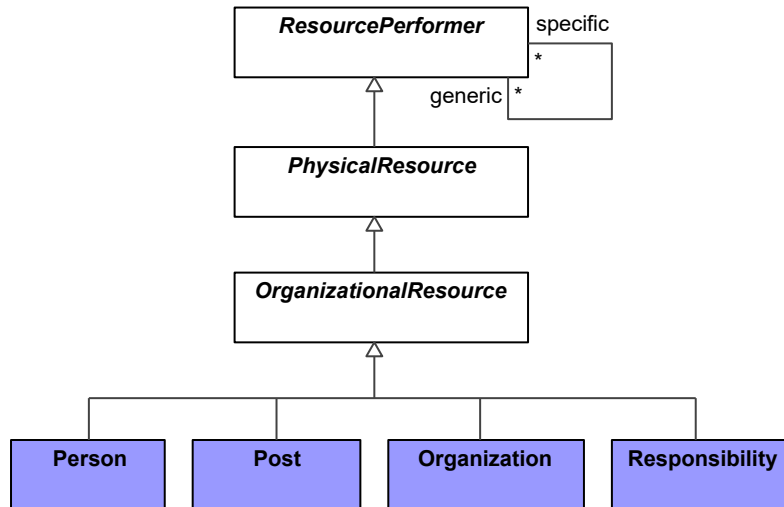 ResourcePerformer
specific
*
generic
*
PhysicalResource
OrganizationalResource
Person
Post
Organization
Responsibility